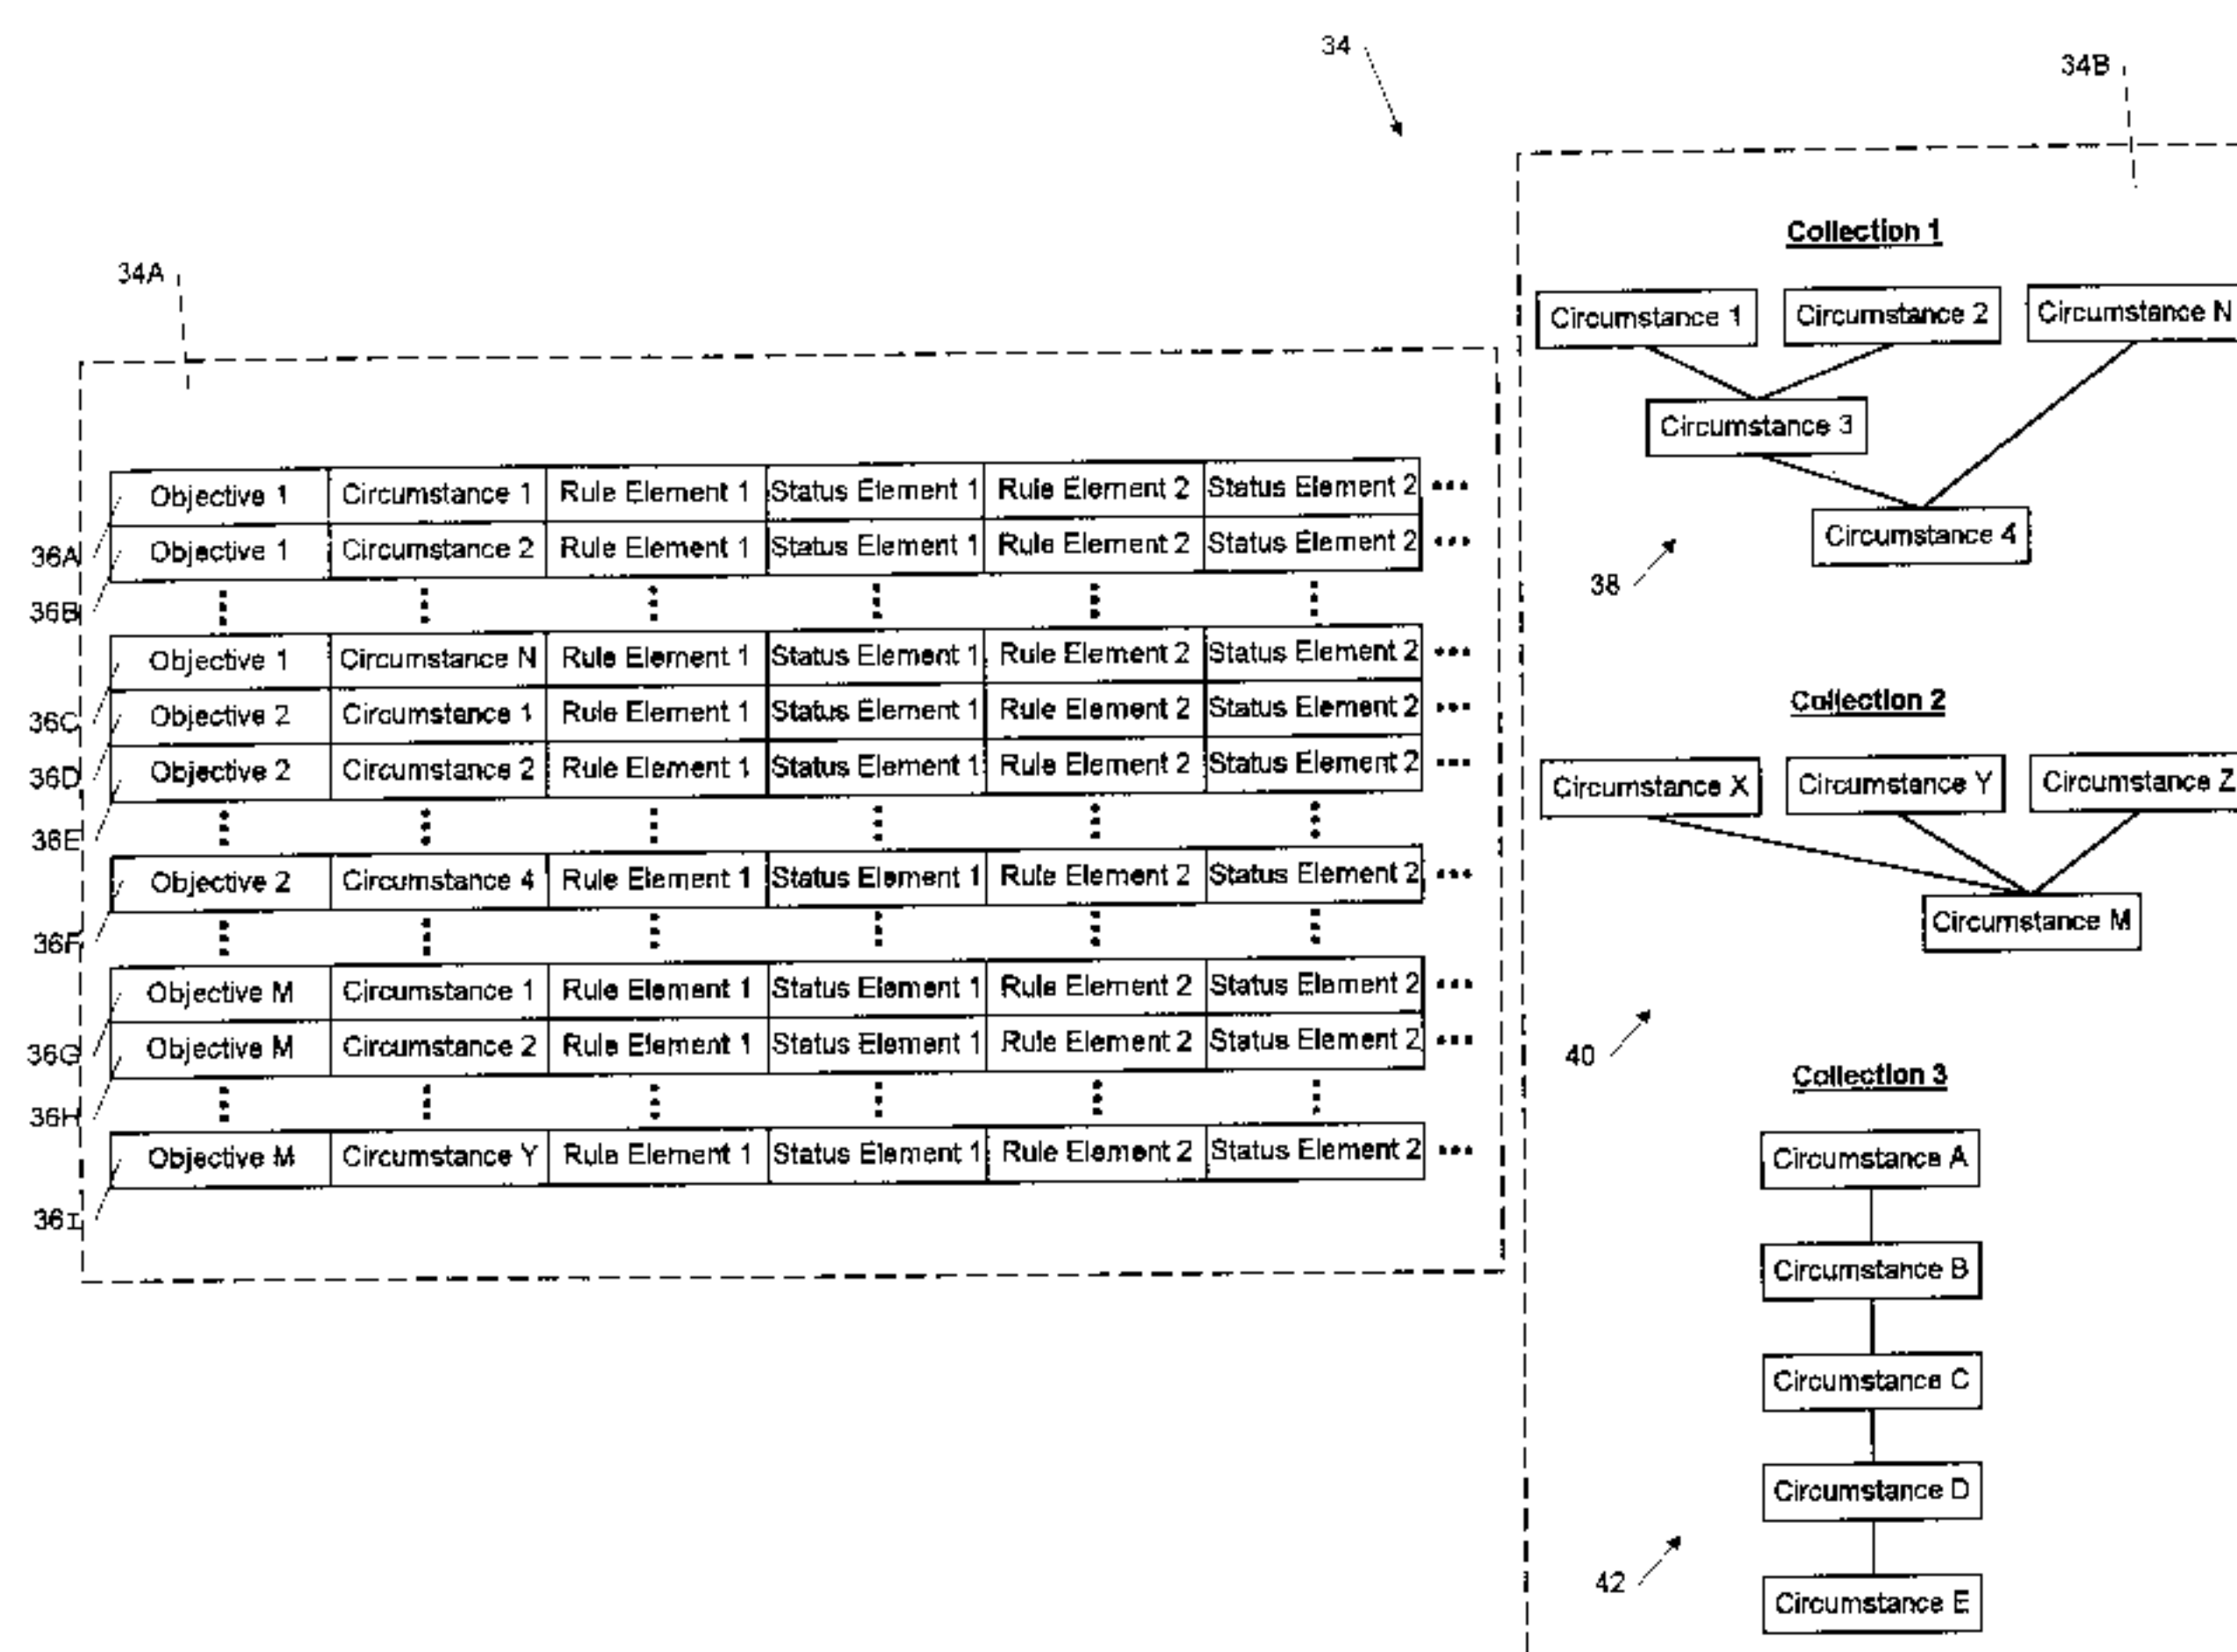 34
34B
34A
Objective 1 Circumstance 1 Rule Element 1 Status Element 1 Rule Element 2 Status Element 2 •••
36A Objective 1 Circumstance 2 Rule Element 1 Status Element 1 Rule Element 2 Status Element 2 •••
36B
Objective 1 Circumstance N Rule Element 1 Status Element 1 Rule Element 2 Status Element 2 •••
36C Objective 2 Circumstance 1 Rule Element 1 Status Element 1 Rule Element 2 Status Element 2 •••
36D Objective 2 Circumstance 2 Rule Element 1 Status Element 1 Rule Element 2 Status Element 2 •••
36E
Objective 2 Circumstance 4 Rule Element 1 Status Element 1 Rule Element 2 Status Element 2 •••
36F
Objective M Circumstance 1 Rule Element 1 Status Element 1 Rule Element 2 Status Element 2 •••
36G Objective M Circumstance 2 Rule Element 1 Status Element 1 Rule Element 2 Status Element 2 •••
36H
Objective M Circumstance Y Rule Element 1 Status Element 1 Rule Element 2 Status Element 2 •••
36I
Collection 1
Circumstance 1 Circumstance 2 Circumstance N
Circumstance 3
Circumstance 4
38
Collection 2
Circumstance X Circumstance Y Circumstance Z
Circumstance M
40
Collection 3
Circumstance A
Circumstance B
Circumstance C
Circumstance D
42
Circumstance E